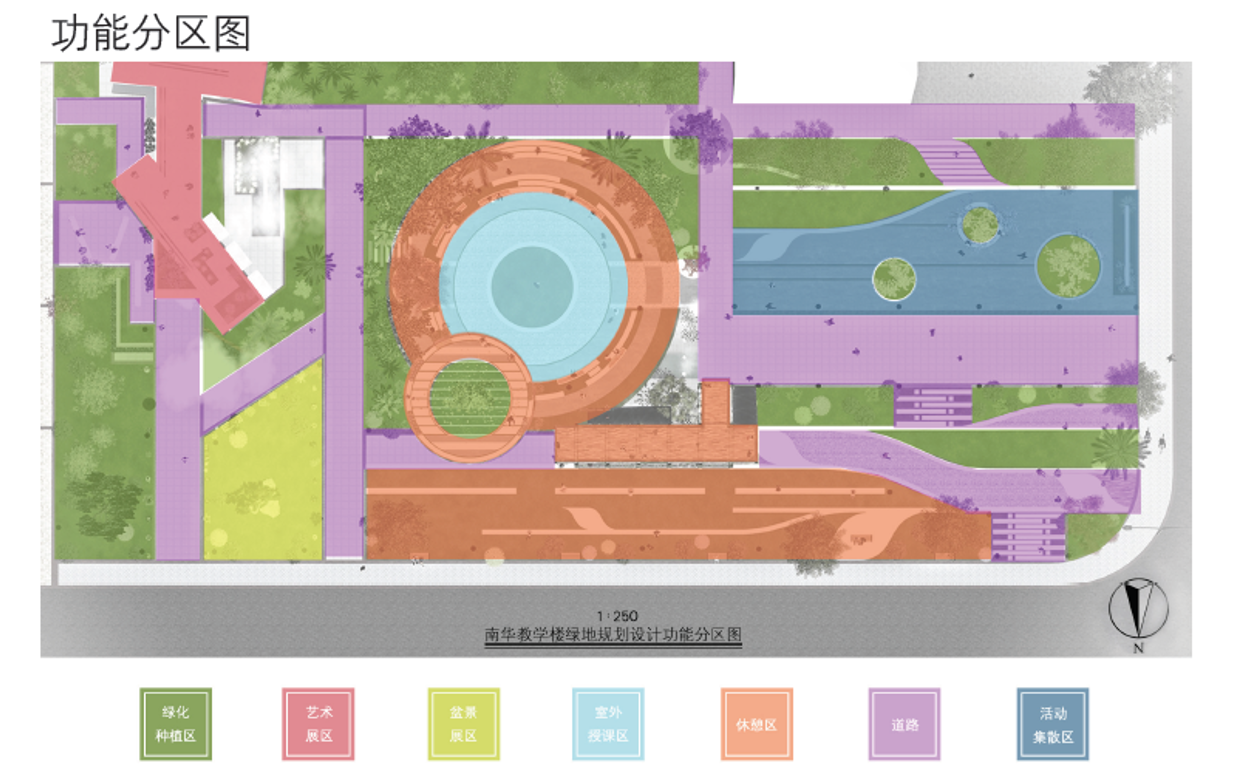 功能分区图
1:250
南华教学楼绿地规划设计功能分区图
N
绿化
种植区
艺术
展区
盆景
展区
室外
授课区
休憩区
道路
活动
集散区